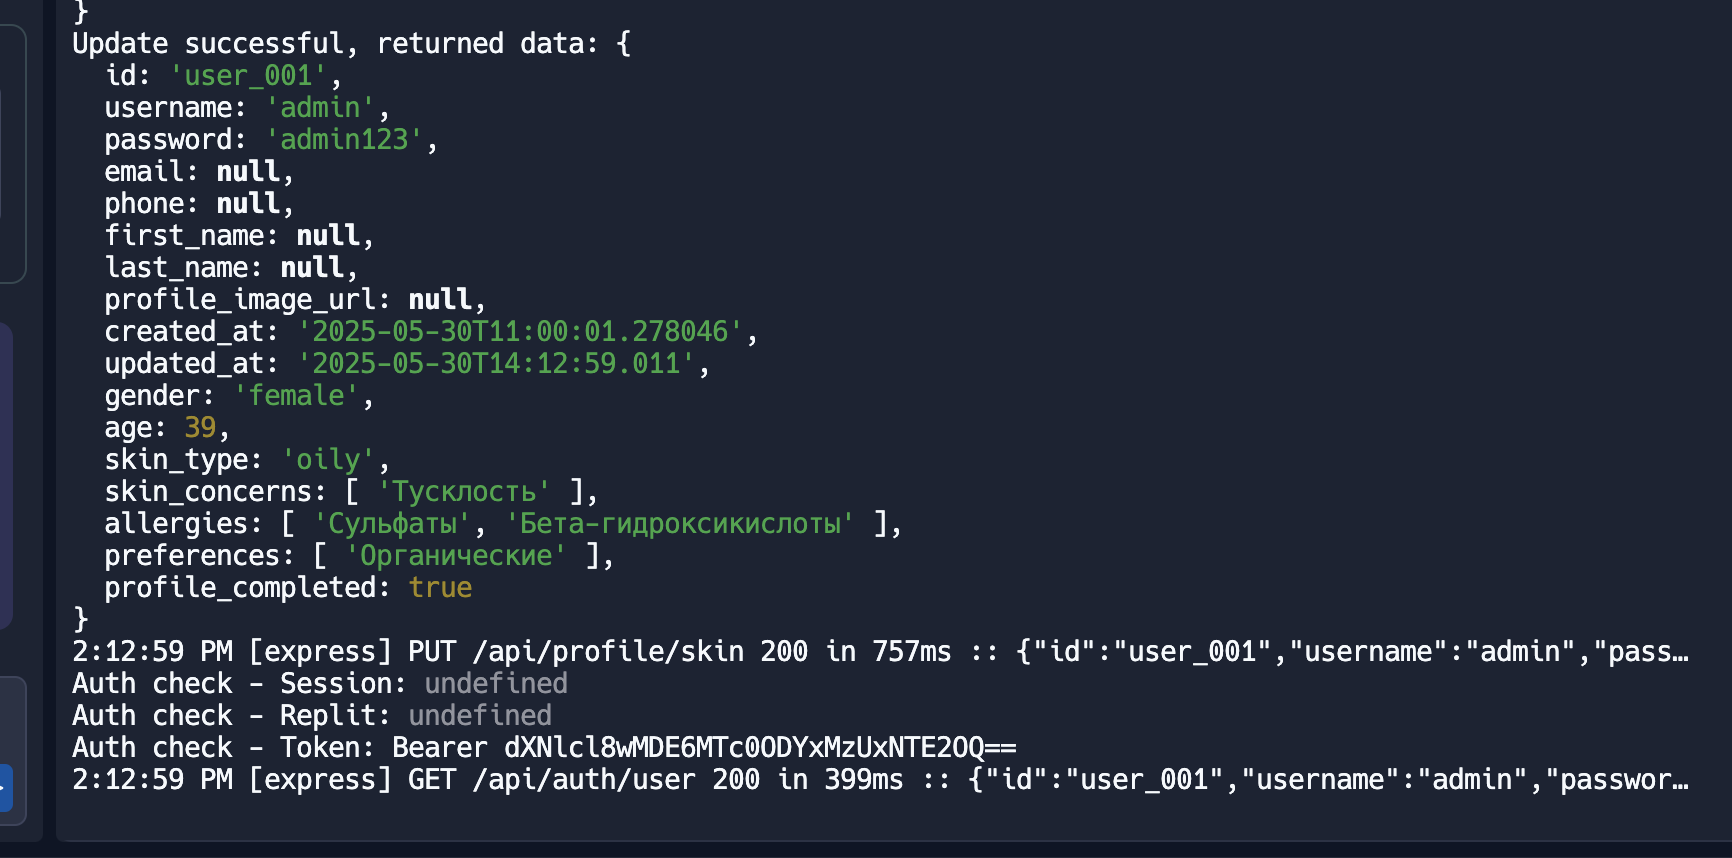 }
Update successful, returned data: {
  id: 'user_001',
  username: 'admin',
  password: 'admin123',
  email: null,
  phone: null,
  first_name: null,
  last_name: null,
  profile_image_url: null,
  created_at: '2025-05-30T11:00:01.278046',
  updated_at: '2025-05-30T14:12:59.011',
  gender: 'female',
  age: 39,
  skin_type: 'oily',
  skin_concerns: [ 'Тусклость' ],
  allergies: [ 'Сульфаты', 'Бета-гидроксикислоты' ],
  preferences: [ 'Органические' ],
  profile_completed: true
}
2:12:59 PM [express] PUT /api/profile/skin 200 in 757ms :: {"id":"user_001","username":"admin","pass…
Auth check - Session: undefined
Auth check - Replit: undefined
Auth check - Token: Bearer dXNlcl8wMDE6MTc0ODYxMzUxNTE2OQ==
2:12:59 PM [express] GET /api/auth/user 200 in 399ms :: {"id":"user_001","username":"admin","passwor…